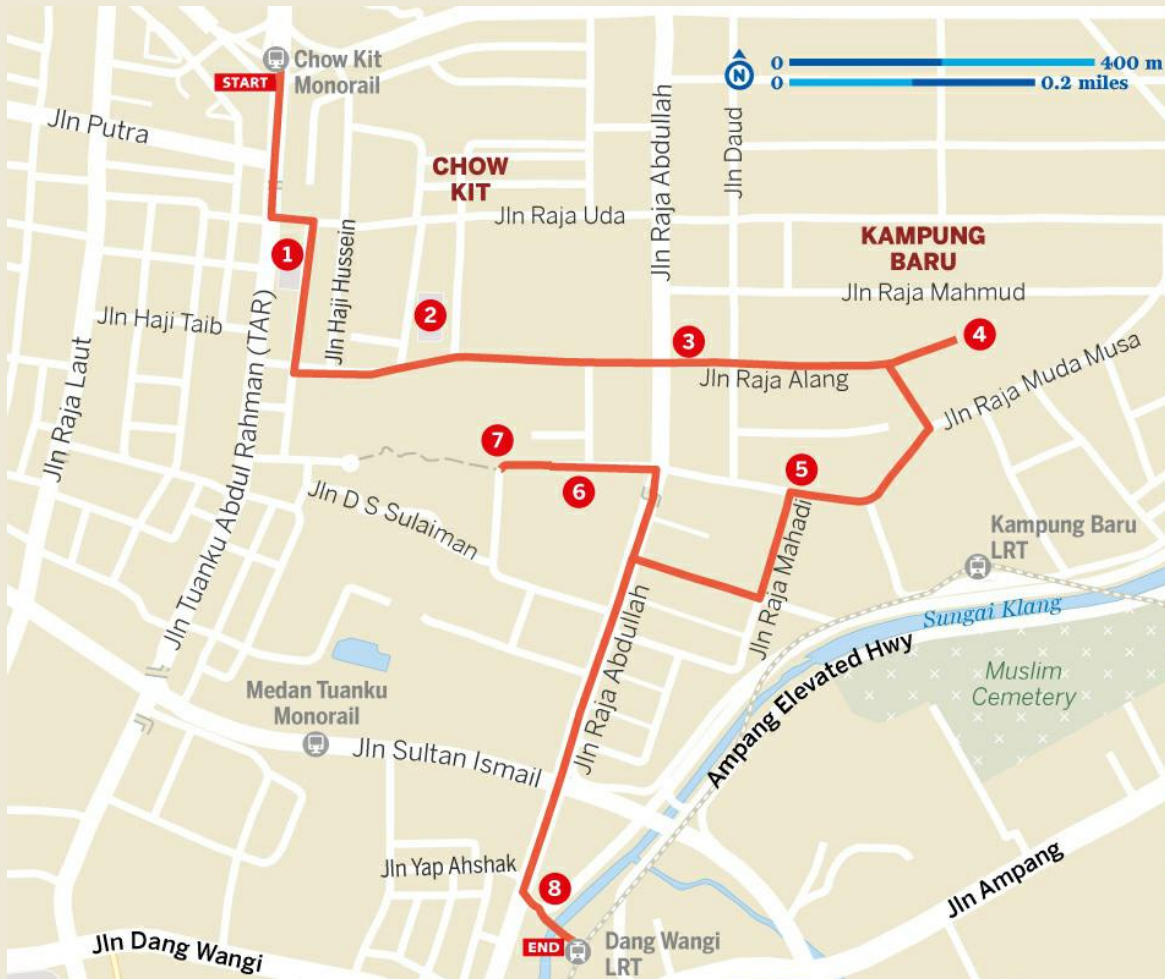 Chow Kit
Monorail
START
0
400 m
N
0
0.2 miles
Jln Putra
CHOW
KIT
Jln Raja Abdullah
Jln Daud
Jln Raja Uda
Jln Haji Hussein
KAMPUNG
BARU
1
Jln Raja Mahmud
2
Jln Haji Taib
3
4
Jln Raja Alang
Jln Raja Muda Musa
Jln Raja Laut
Jln Tuanku Abdul Rahman (TAR)
7
6
5
Jln D S Sulaiman
Kampung Baru
LRT
Jln Raja Mahadi
Sungai Klang
Jln Raja Abdullah
Ampang Elevated Hwy
Muslim
Cemetery
Medan Tuanku
Monorail
Jln Sultan Ismail
Jln Yap Ahshak
8
Jln Ampang
Jln Dang Wangi
END
Dang Wangi
LRT